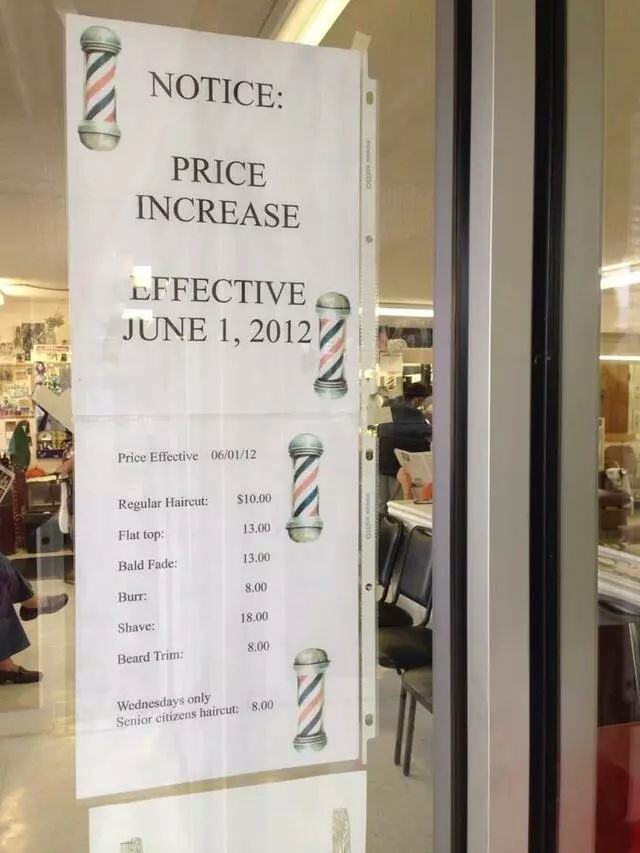 NOTICE:
PRICE
INCREASE
EFFECTIVE
JUNE 1, 2012
Price Effective 06/01/12
Regular Haircut: $10.00
Flat top: 13.00
Bald Fade: 13.00
Burr: 8.00
Shave: 18.00
Beard Trim: 8.00
Wednesdays only
Senior citizens haircut: 8.00